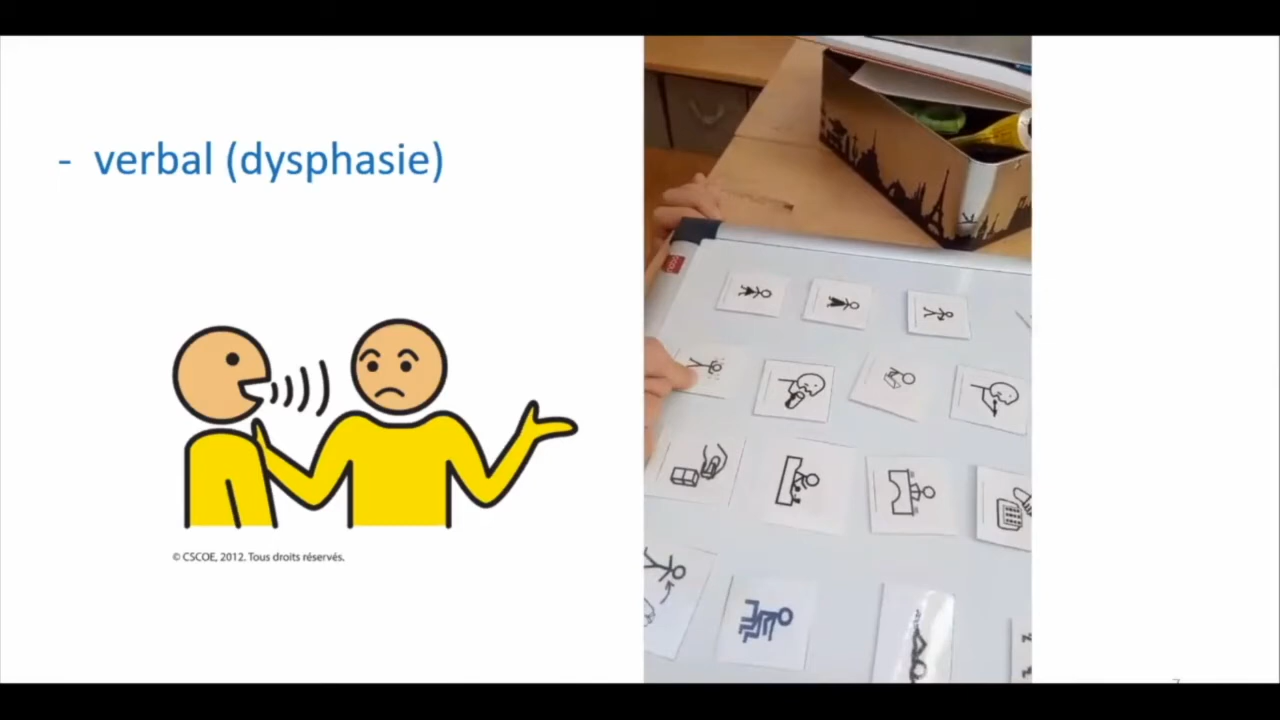 - verbal (dysphasie)
© CSCOE, 2012. Tous droits réservés.